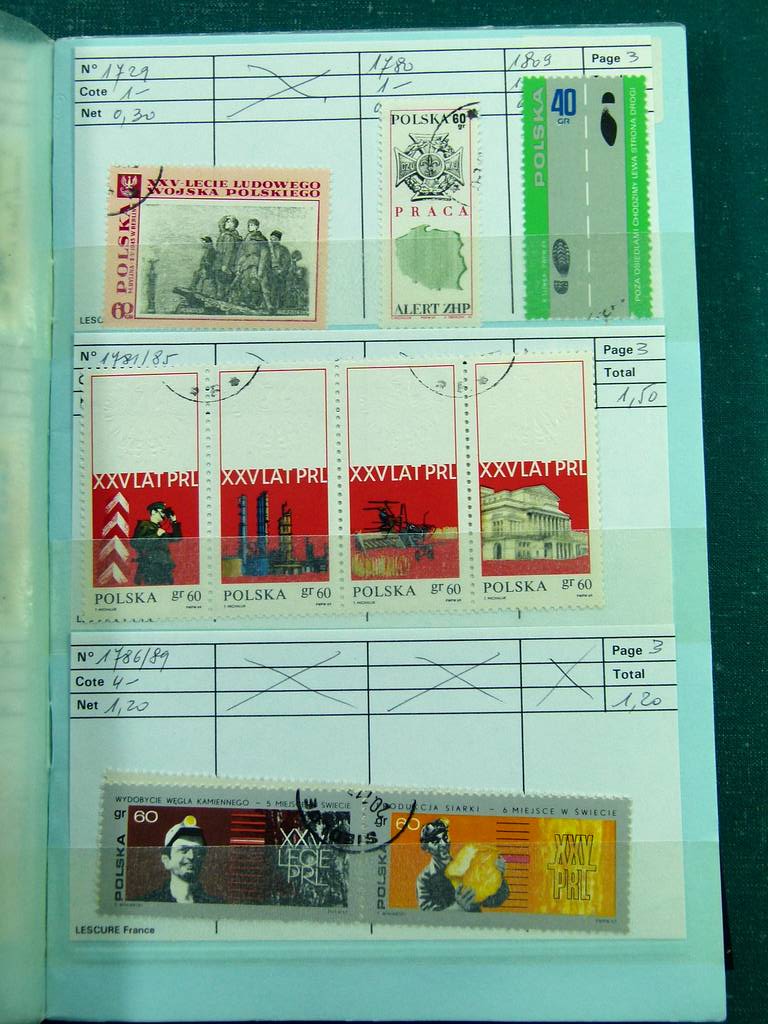 N° 1729 1780 1809 Page 3
Cote 1- 1-
Net 0,30
XXV-LECIE LUDOWEGO
WOJSKA POLSKIEGO
POLSKA
60
GR
POLSKA 60
gr
PRACA
ALERT ZHP
POLSKA
40
GR
POZA OSIEDLAMI CHODZIMY LEWĄ STRONĄ DROGI
N° 1781/85 Page 3
Total
1,50
XXV LAT PRL XXV LAT PRL XXV LAT PRL XXV LAT PRL
POLSKA gr 60 POLSKA gr 60 POLSKA gr 60 POLSKA gr 60
N° 1786/89 Page 3
Cote 4- Total
Net 1,20 1,20
WYDOBYCIE WĘGLA KAMIENNEGO - 5 MIEJSCE W ŚWIECIE
gr 60
POLSKA
XXV
LECIE
PRL
PRODUKCJA SIARKI - 6 MIEJSCE W ŚWIECIE
gr 60
POLSKA
XXV
PRL
LESCURE France